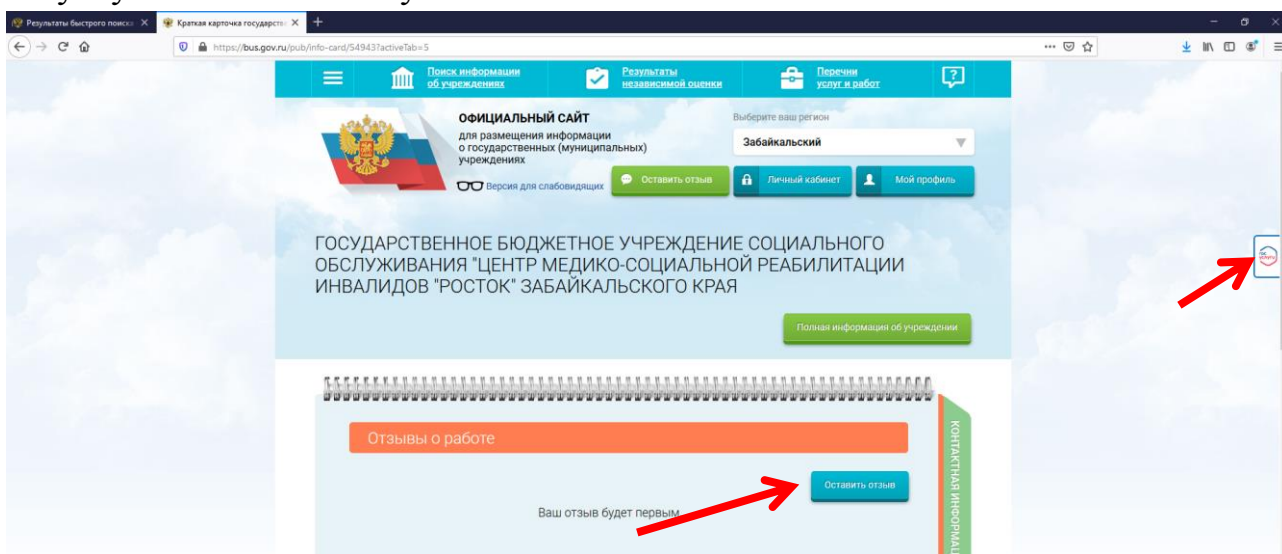 Результаты быстрого поиска
Краткая карточка государств
https://bus.gov.ru/pub/info-card/54943?activeTab=5
Поиск информации
об учреждениях
Результаты
независимой оценки
Перечни
услуг и работ
ОФИЦИАЛЬНЫЙ САЙТ
для размещения информации
о государственных (муниципальных)
учреждениях
Версия для слабовидящих
Оставить отзыв
Выберите ваш регион
Забайкальский
Личный кабинет
Мой профиль
ГОСУДАРСТВЕННОЕ БЮДЖЕТНОЕ УЧРЕЖДЕНИЕ СОЦИАЛЬНОГО
ОБСЛУЖИВАНИЯ "ЦЕНТР МЕДИКО-СОЦИАЛЬНОЙ РЕАБИЛИТАЦИИ
ИНВАЛИДОВ "РОСТОК" ЗАБАЙКАЛЬСКОГО КРАЯ
Полная информация об учреждении
Отзывы о работе
Оставить отзыв
Ваш отзыв будет первым
КОНТАКТНАЯ ИНФОРМАЦ